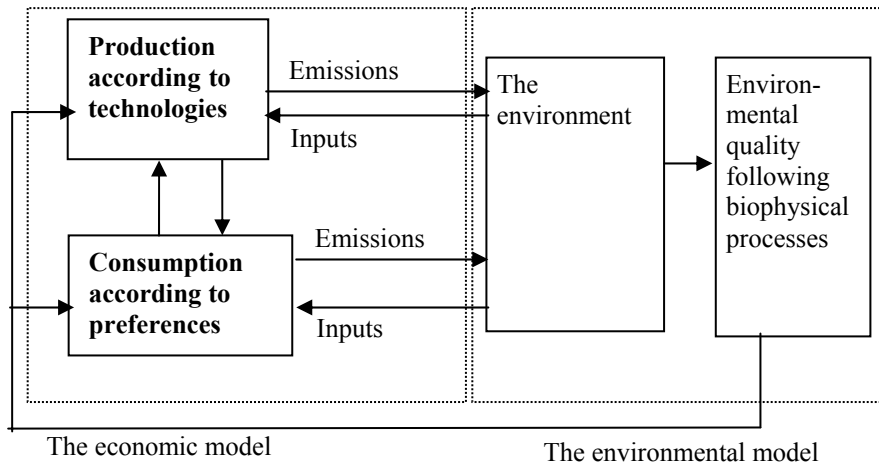 Production
according to
technologies
Emissions
Inputs
The
environment
Environ-
mental
quality
following
biophysical
processes
Consumption
according to
preferences
Emissions
Inputs
The economic model
The environmental model